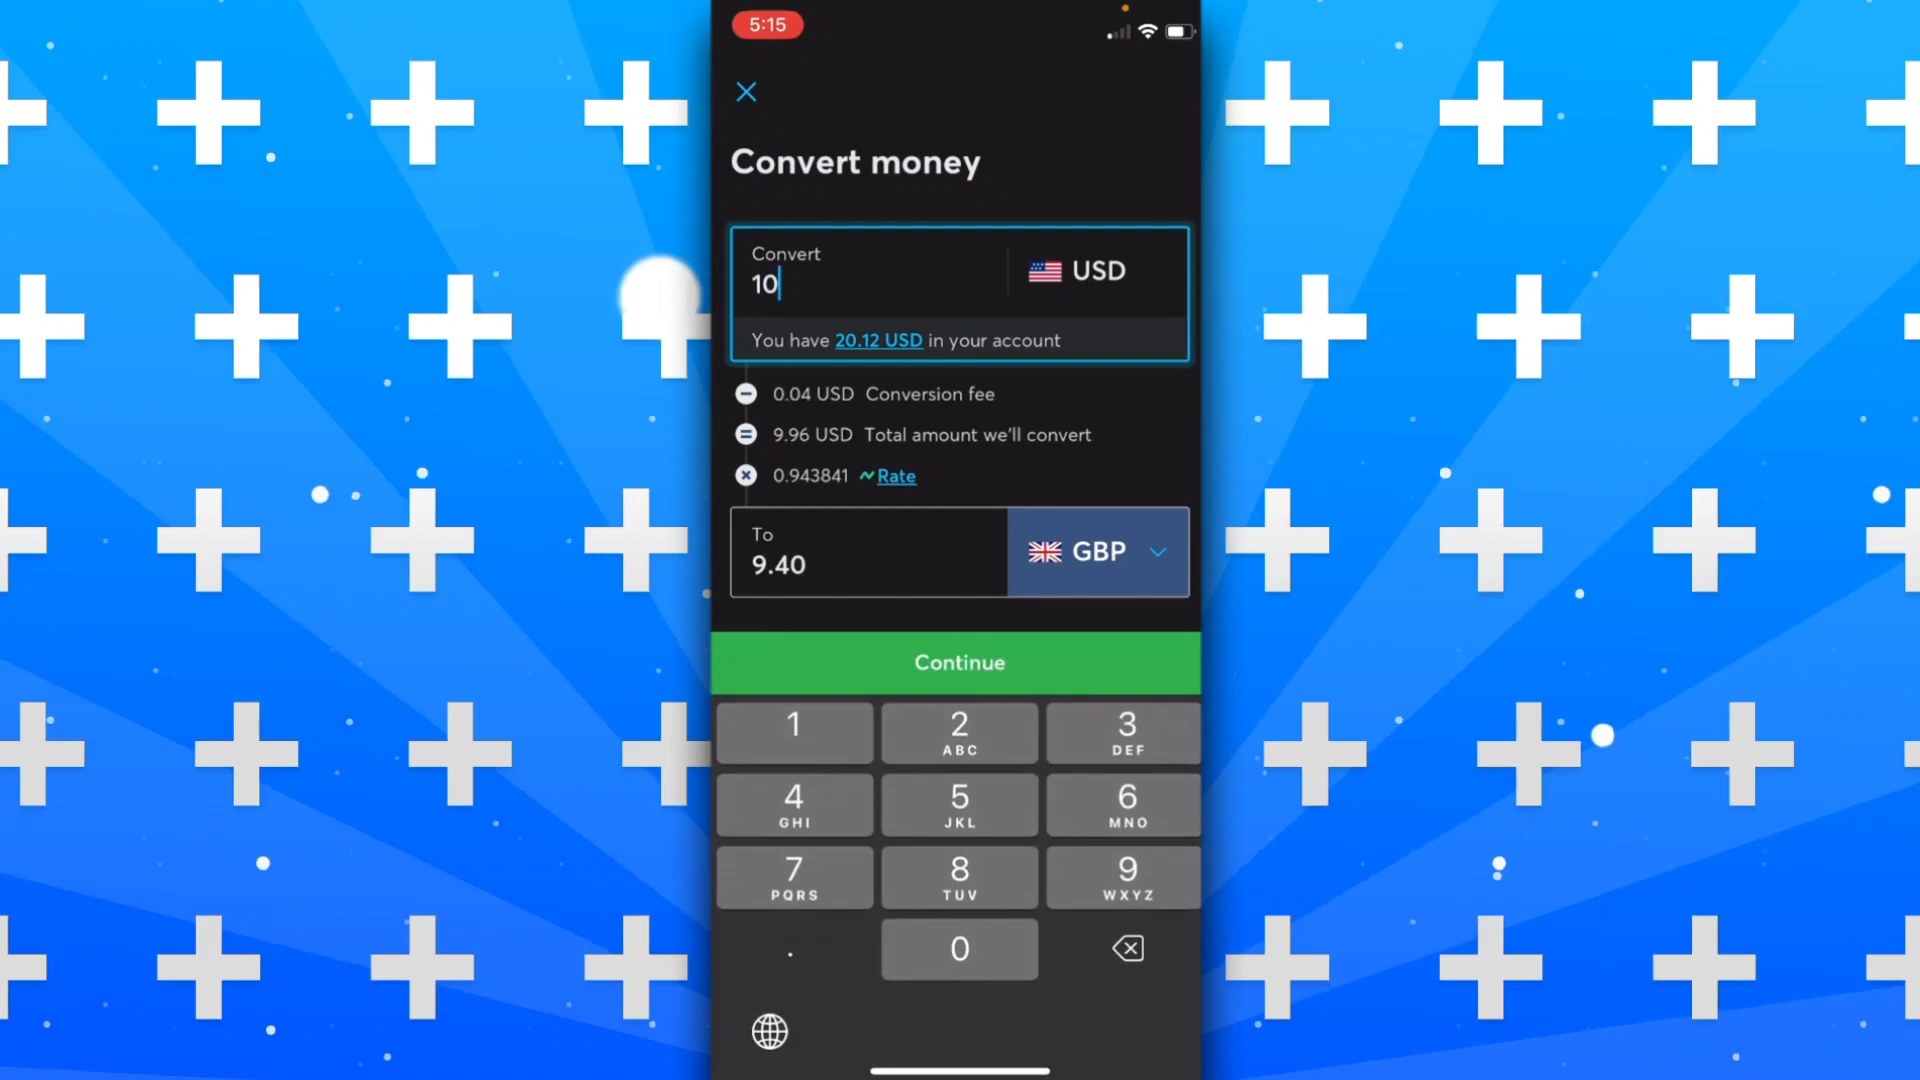 5:15
Convert money
Convert
10
USD
You have 20.12 USD in your account
0.04 USD Conversion fee
9.96 USD Total amount we'll convert
0.943841 Rate
To
9.40
GBP
Continue
1
2
ABC
3
DEF
4
GHI
5
JKL
6
MNO
7
PQRS
8
TUV
9
WXYZ
.
0